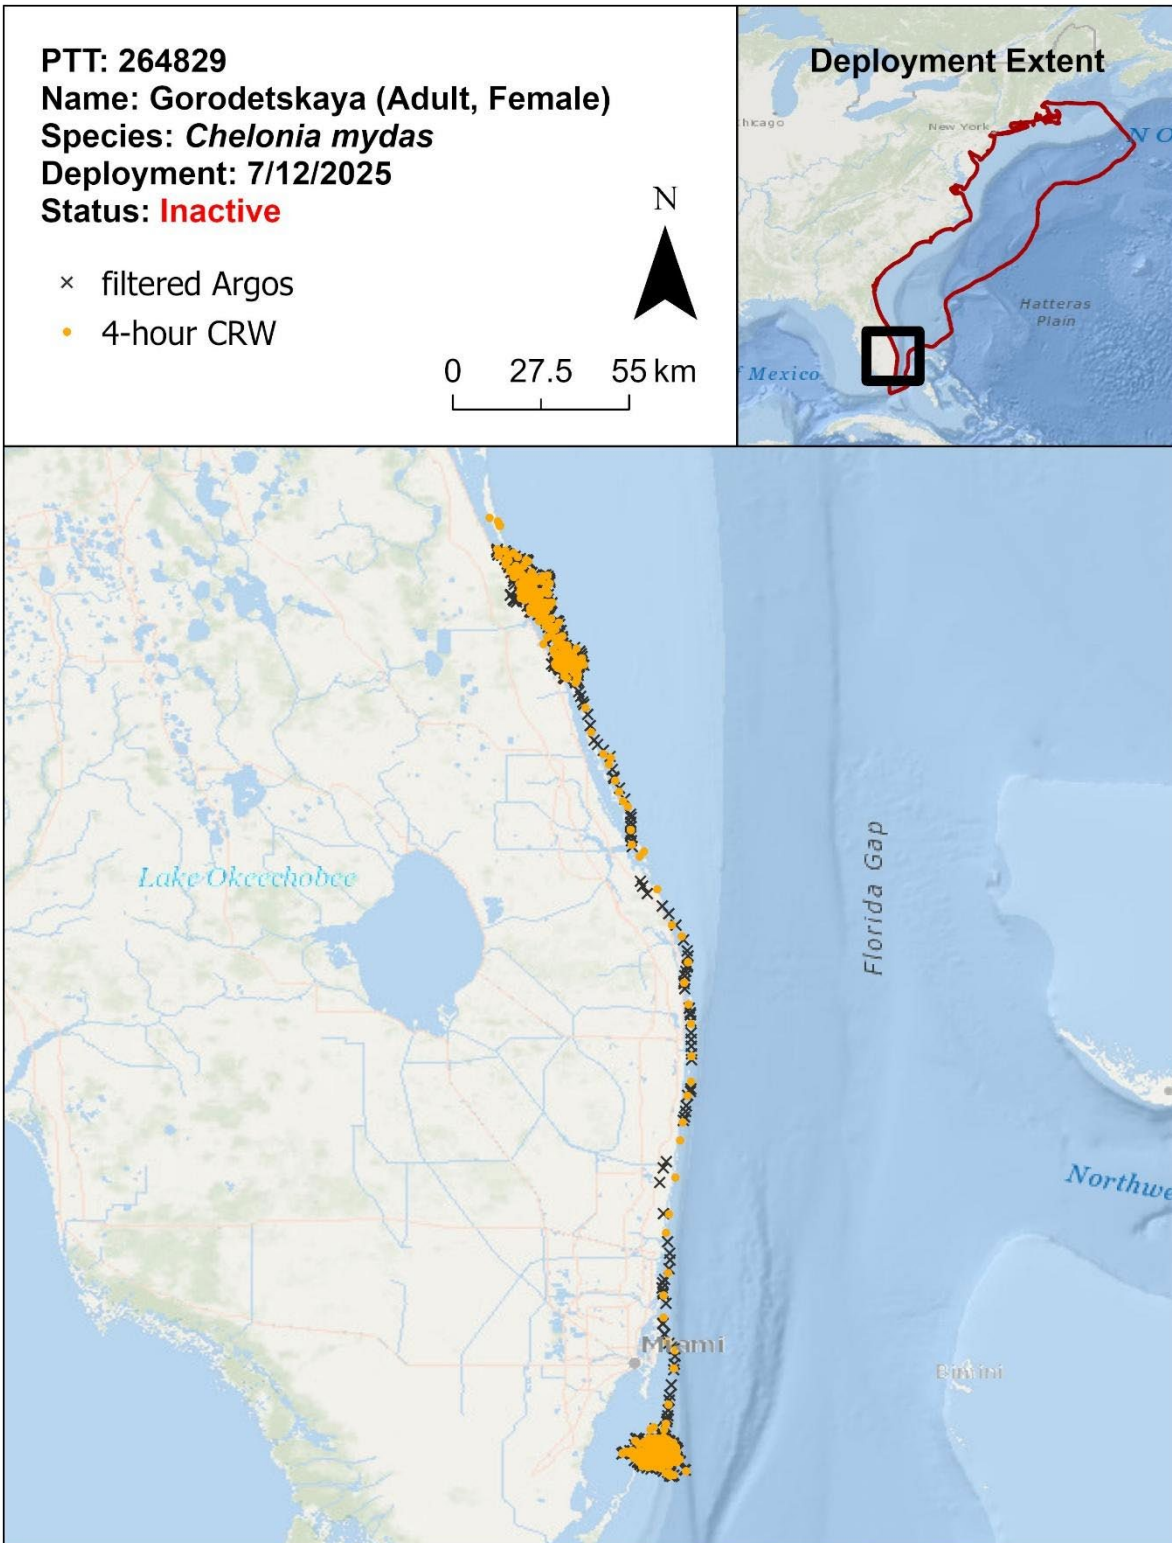 PTT: 264829
Name: Gorodetskaya (Adult, Female)
Species: Chelonia mydas
Deployment: 7/12/2025
Status: Inactive
× filtered Argos
4-hour CRW
N
0 27.5 55 km
Deployment Extent
hicago
New York
N O
Hatteras
Plain
Mexico
Lake Okeechobee
Florida Gap
Northwe
Miami
Bimini